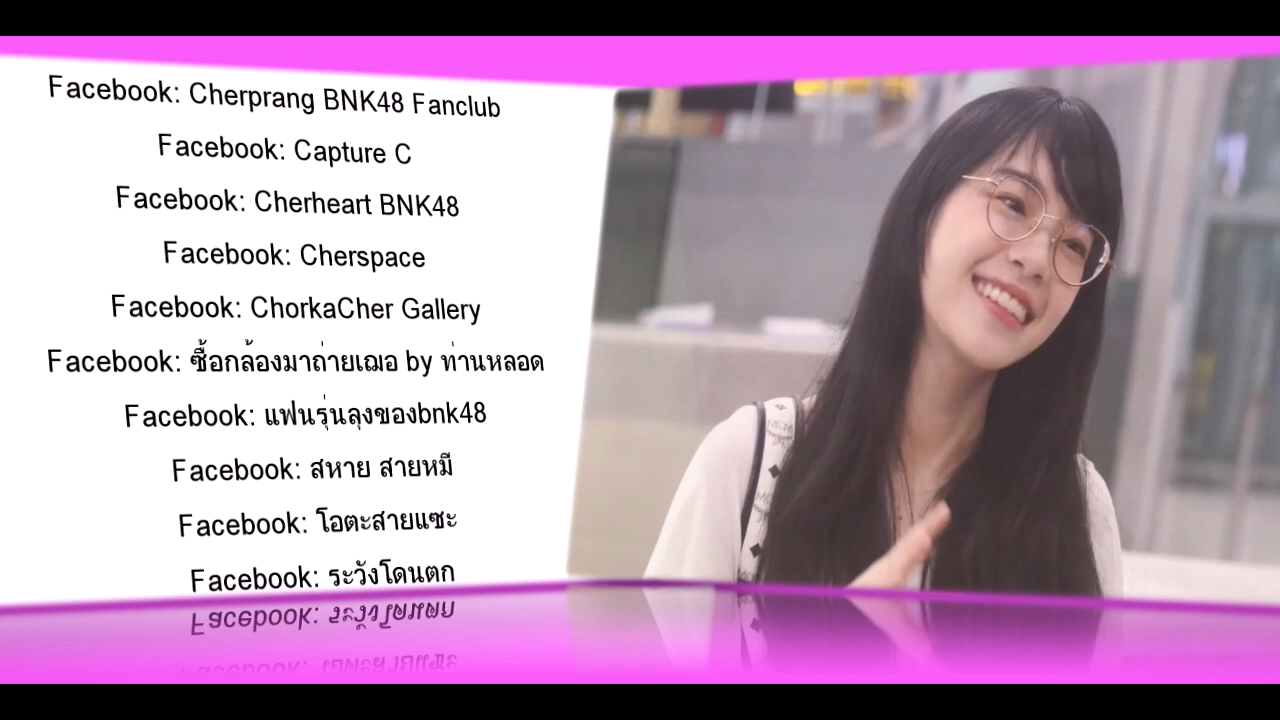 Facebook: Cherprang BNK48 Fanclub
Facebook: Capture C
Facebook: Cherheart BNK48
Facebook: Cherspace
Facebook: ChorkaCher Gallery
Facebook: ซื้อกล้องมาถ่ายเฌอ by ท่านหลอด
Facebook: แฟนรุ่นลุงของbnk48
Facebook: สหาย สายหมี
Facebook: โอตะสายแซะ
Facebook: ระวังโดนตก